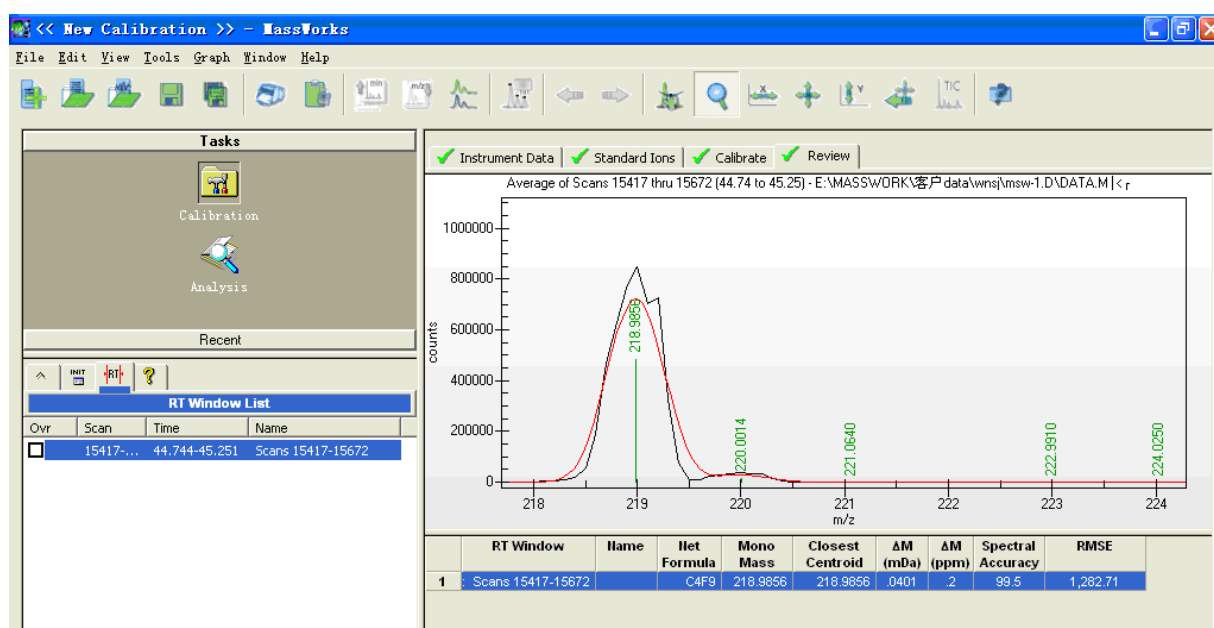 << New Calibration >> - MassWorks
File Edit View Tools Graph Window Help
min
m/z
TIC
Tasks
Calibration
Analysis
Recent
INIT
RT
RT Window List
Ovr Scan Time Name
15417-... 44.744-45.251 Scans 15417-15672
Instrument Data Standard Ions Calibrate Review
Average of Scans 15417 thru 15672 (44.74 to 45.25) - E:\MASSWORK\客户data\wnsj\msw-1.D\DATA.M
counts
1000000
800000
600000
400000
200000
0
218.9856
220.0014
221.0640
222.9910
224.0250
218 219 220 221 222 223 224
m/z
RT Window Name Net Formula Mono Mass Closest Centroid ΔM (mDa) ΔM (ppm) Spectral Accuracy RMSE
1 : Scans 15417-15672 C4F9 218.9856 218.9856 .0401 .2 99.5 1,282.71